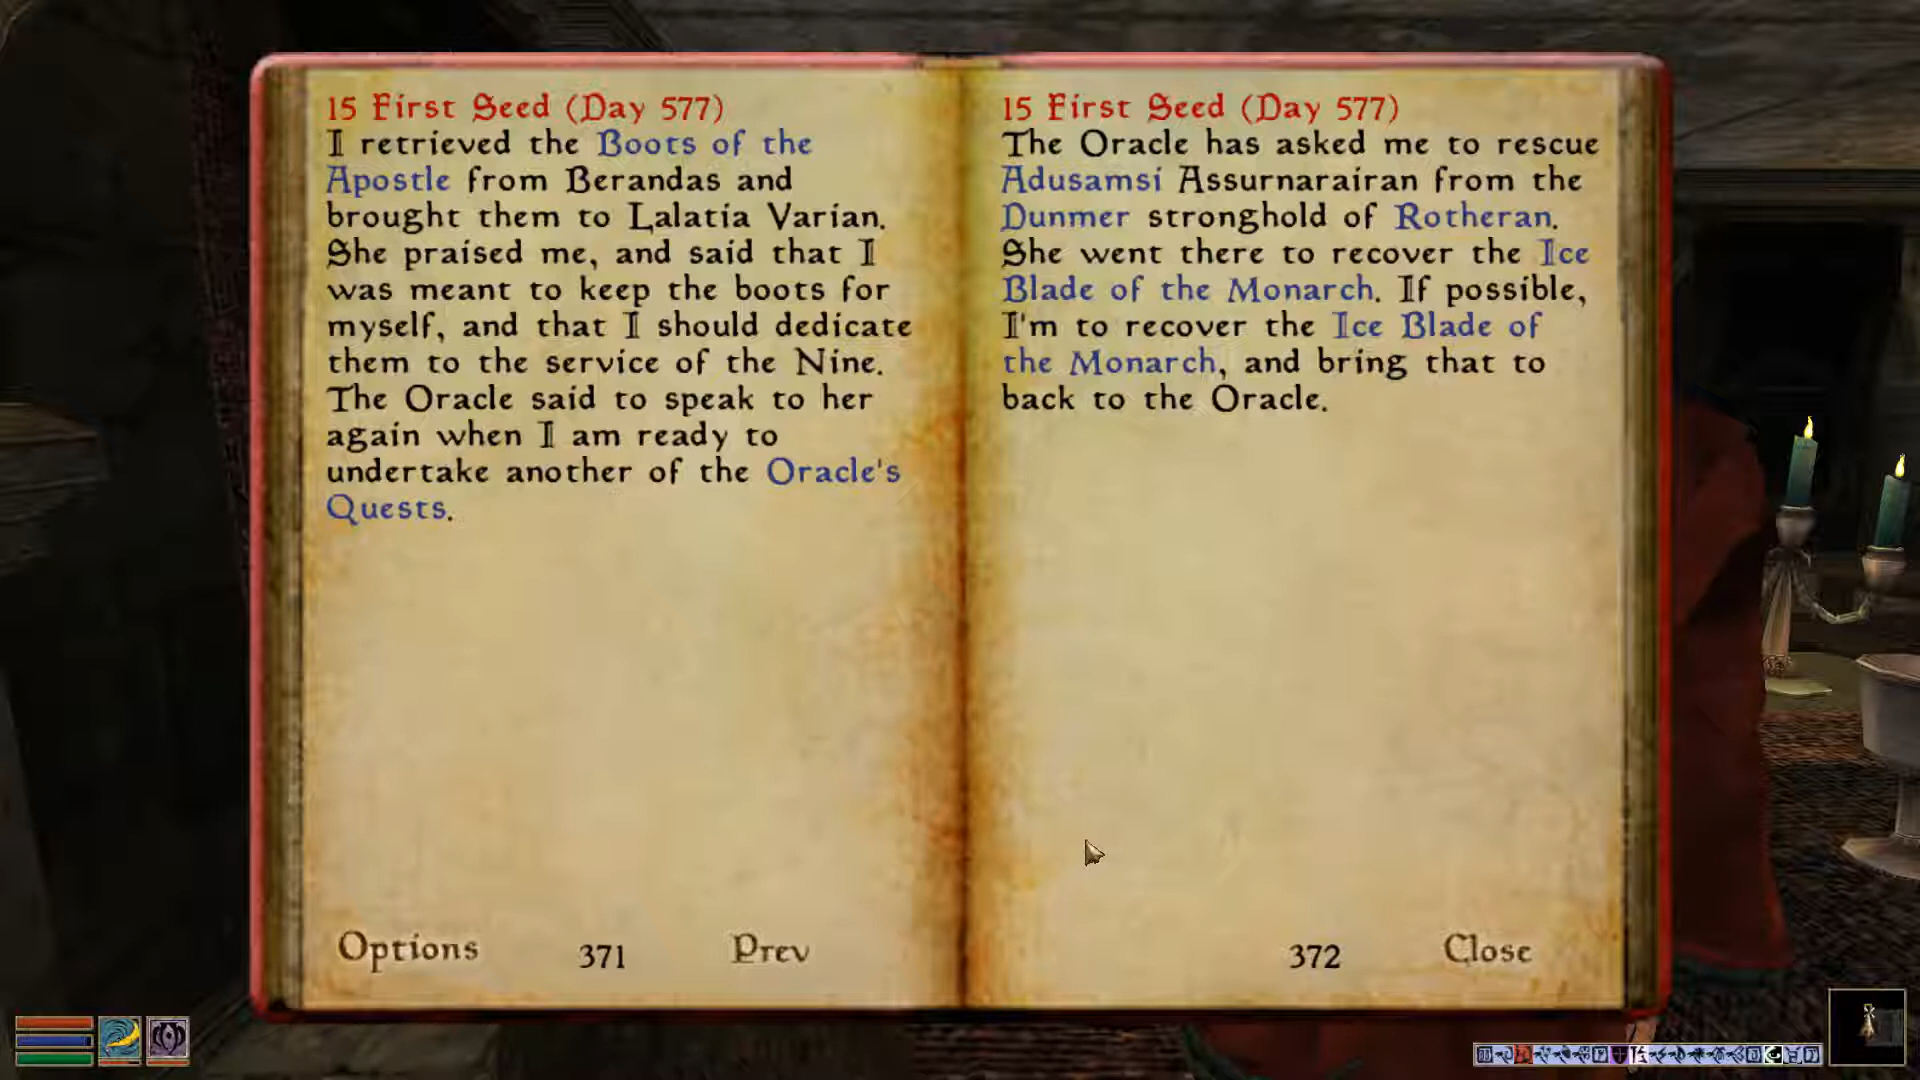 15 First Seed (Day 577)
I retrieved the Boots of the
Apostle from Berandas and
brought them to Lalatia Varian.
She praised me, and said that I
was meant to keep the boots for
myself, and that I should dedicate
them to the service of the Nine.
The Oracle said to speak to her
again when I am ready to
undertake another of the Oracle's
Quests.
Options 371 Prev
15 First Seed (Day 577)
The Oracle has asked me to rescue
Adusamsi Assurnarairan from the
Dunmer stronghold of Rotheran.
She went there to recover the Ice
Blade of the Monarch. If possible,
I'm to recover the Ice Blade of
the Monarch, and bring that to
back to the Oracle.
372 Close